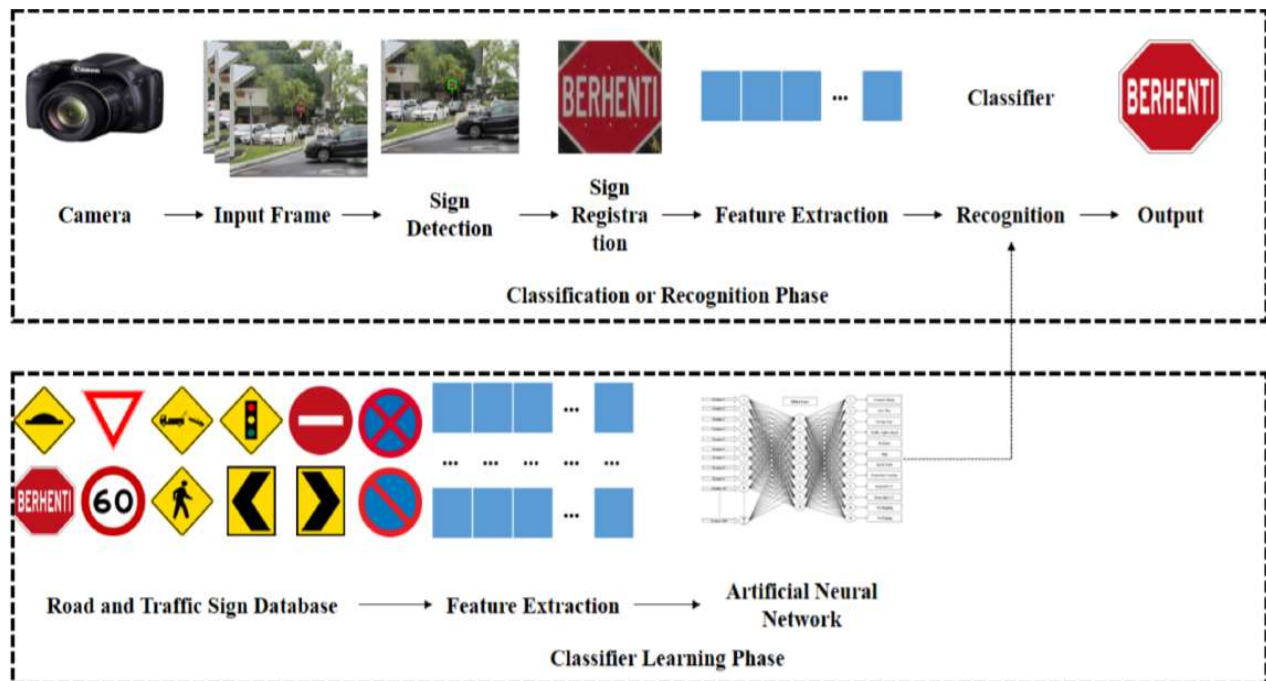 Canon
BERHENTI
BERHENTI
...
Classifier
Camera
Input Frame
Sign
Detection
Sign
Registra
tion
Feature Extraction
Recognition
Output
Classification or Recognition Phase
BERHENTI
60
...
... ... ... ... ...
...
Road and Traffic Sign Database
Feature Extraction
Artificial Neural
Network
Classifier Learning Phase